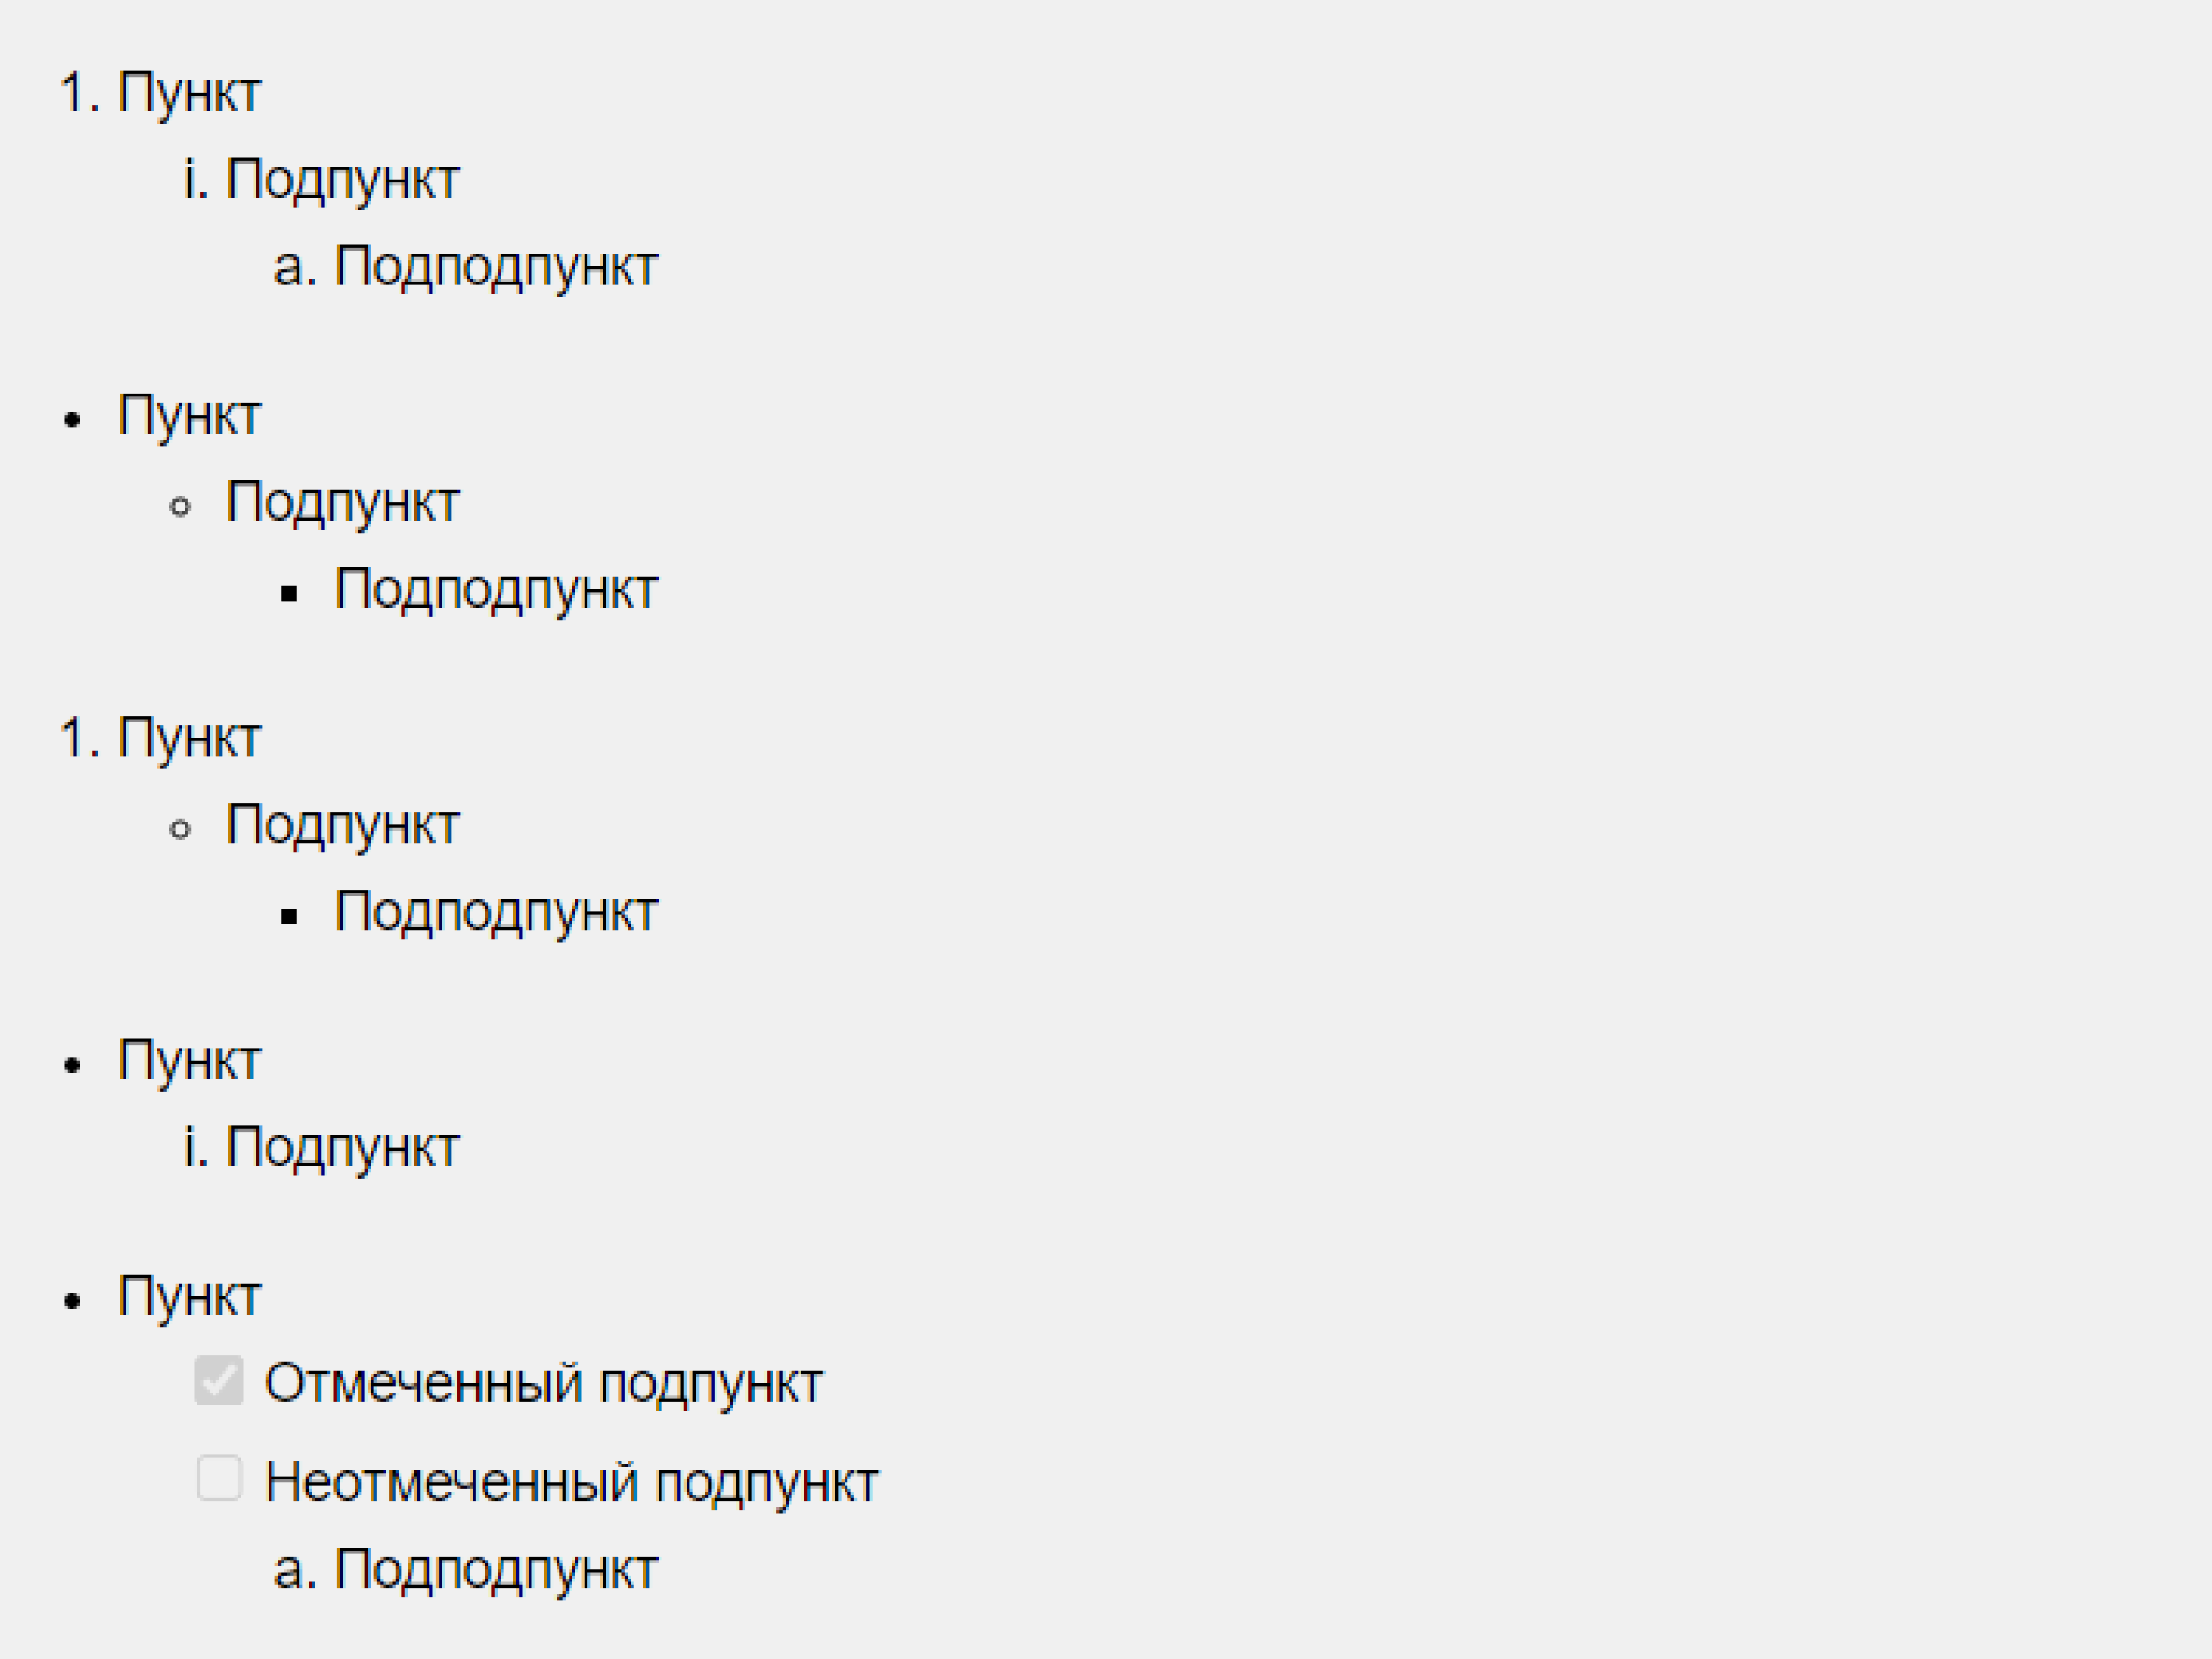 1. Пункт
i. Подпункт
a. Подподпункт
• Пункт
◦ Подпункт
▪ Подподпункт
1. Пункт
◦ Подпункт
▪ Подподпункт
• Пункт
i. Подпункт
• Пункт
☑ Отмеченный подпункт
☐ Неотмеченный подпункт
a. Подподпункт